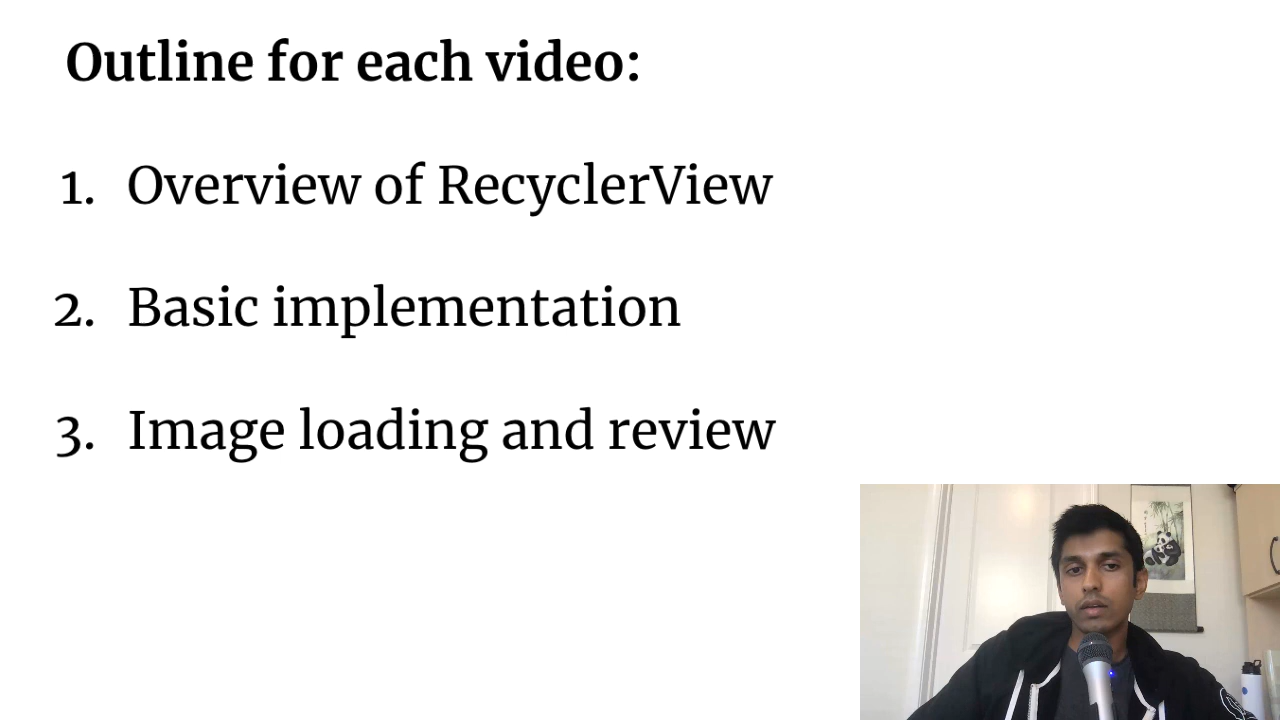 Outline for each video:
1. Overview of RecyclerView
2. Basic implementation
3. Image loading and review